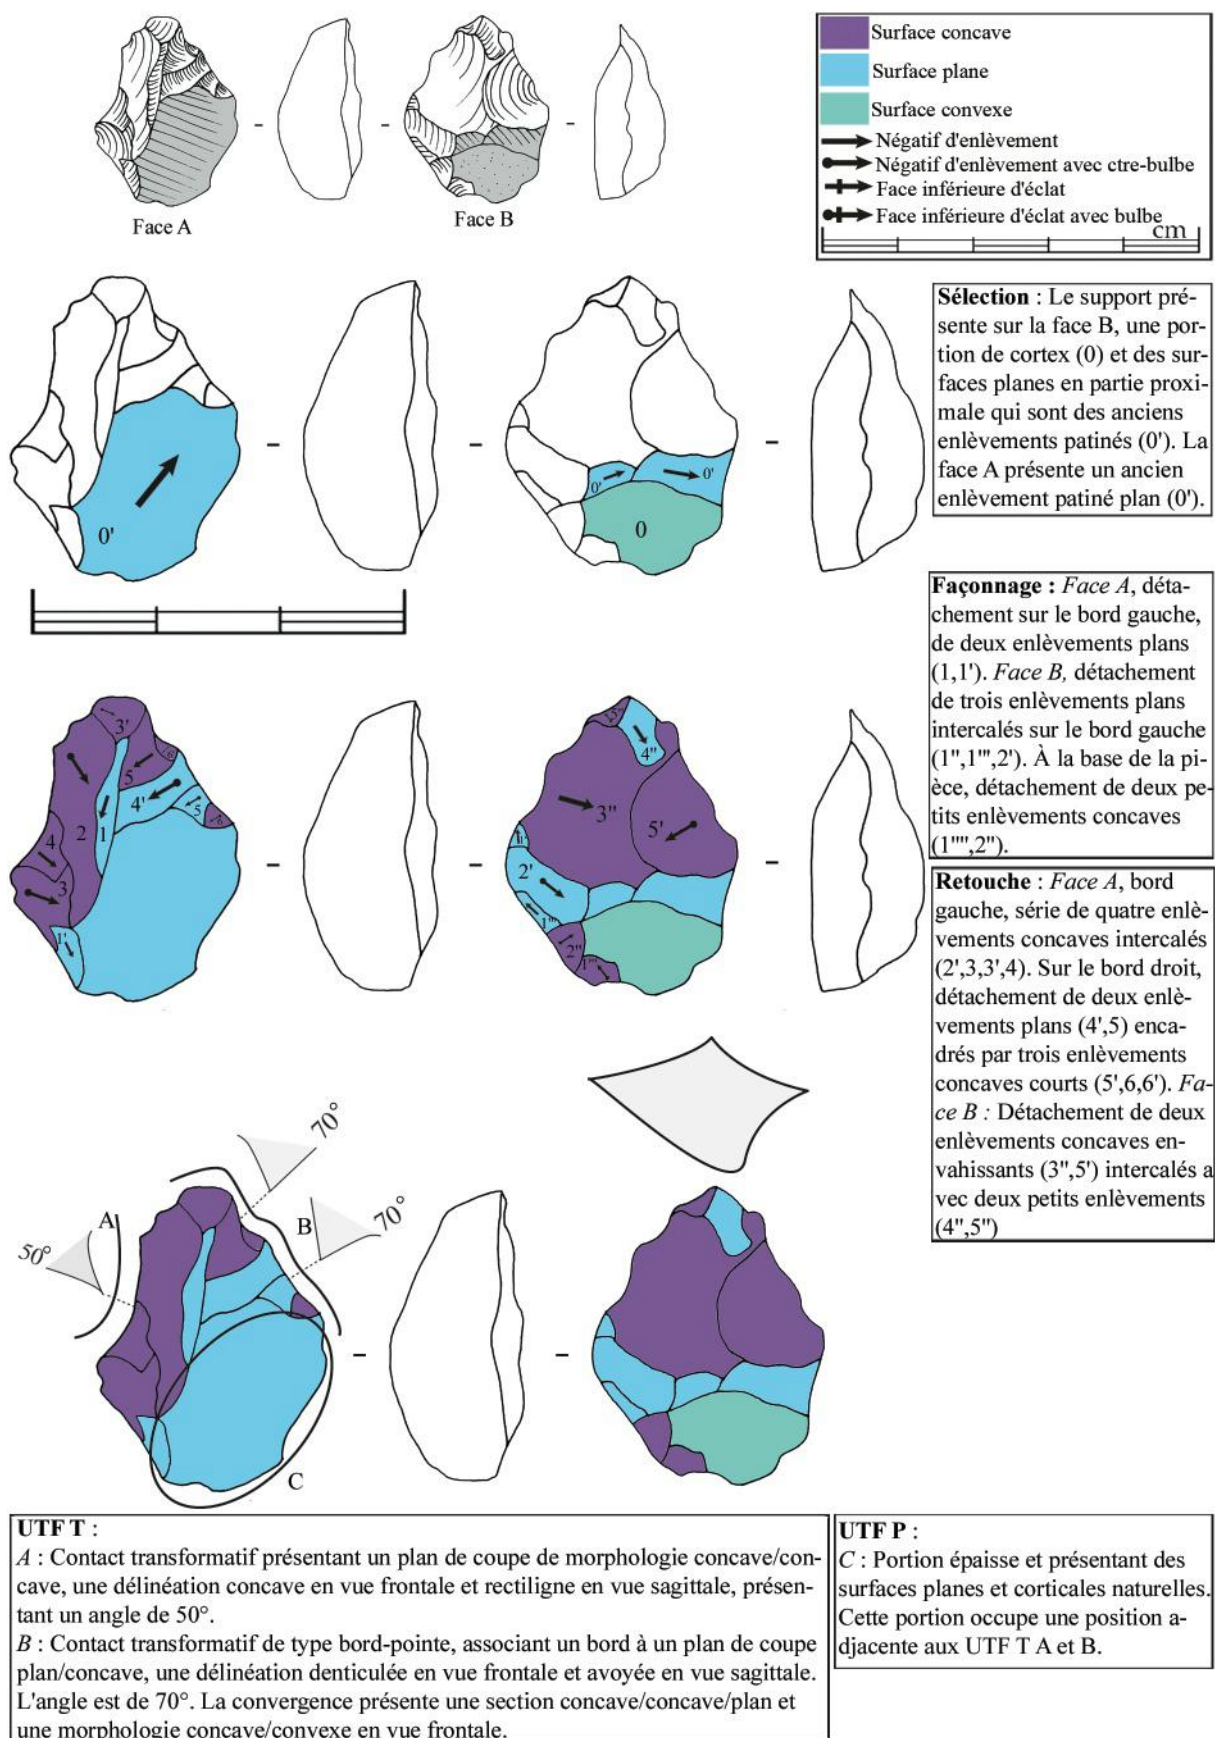 Face A
Face B
Surface concave
Surface plane
Surface convexe
Négatif d'enlèvement
Négatif d'enlèvement avec ctre-bulbe
Face inférieure d'éclat
Face inférieure d'éclat avec bulbe
cm
0'
0'
0'
0
Sélection : Le support pré-
sente sur la face B, une por-
tion de cortex (0) et des sur-
faces planes en partie proxi-
male qui sont des anciens
enlèvements patinés (0'). La
face A présente un ancien
enlèvement patiné plan (0').
Façonnage : Face A, déta-
chement sur le bord gauche,
de deux enlèvements plans
(1,1'). Face B, détachement
de trois enlèvements plans
intercalés sur le bord gauche
(1",1"',2'). À la base de la pi-
èce, détachement de deux pe-
tits enlèvements concaves
(1"",2").
3'
5
6'
4'
5
6
1
2
4
3
1'
4"
3"
5'
2'
1"'
2"
Retouche : Face A, bord
gauche, série de quatre enlè-
vements concaves intercalés
(2',3,3',4). Sur le bord droit,
détachement de deux enlè-
vements plans (4',5) enca-
drés par trois enlèvements
concaves courts (5',6,6'). Fa-
ce B : Détachement de deux
enlèvements concaves en-
vahissants (3",5') intercalés a
vec deux petits enlèvements
(4",5")
70°
A
B
70°
50°
C
UTF T :
A : Contact transformatif présentant un plan de coupe de morphologie concave/con-
cave, une délinéation concave en vue frontale et rectiligne en vue sagittale, présen-
tant un angle de 50°.
B : Contact transformatif de type bord-pointe, associant un bord à un plan de coupe
plan/concave, une délinéation denticulée en vue frontale et avoyée en vue sagittale.
L'angle est de 70°. La convergence présente une section concave/concave/plan et
une morphologie concave/convexe en vue frontale.
UTF P :
C : Portion épaisse et présentant des
surfaces planes et corticales naturelles.
Cette portion occupe une position a-
djacente aux UTF T A et B.